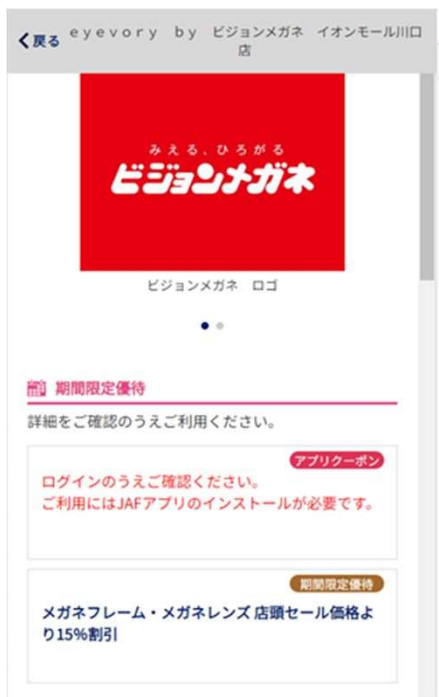 戻る
ｅｙｅｖｏｒｙ　ｂｙ　ビジョンメガネ　イオンモール川口
店
みえる、ひろがる
ビジョンメガネ
ビジョンメガネ　ロゴ
期間限定優待
詳細をご確認のうえご利用ください。
アプリクーポン
ログインのうえご確認ください。
ご利用にはJAFアプリのインストールが必要です。
期間限定優待
メガネフレーム・メガネレンズ 店頭セール価格よ
り15%割引